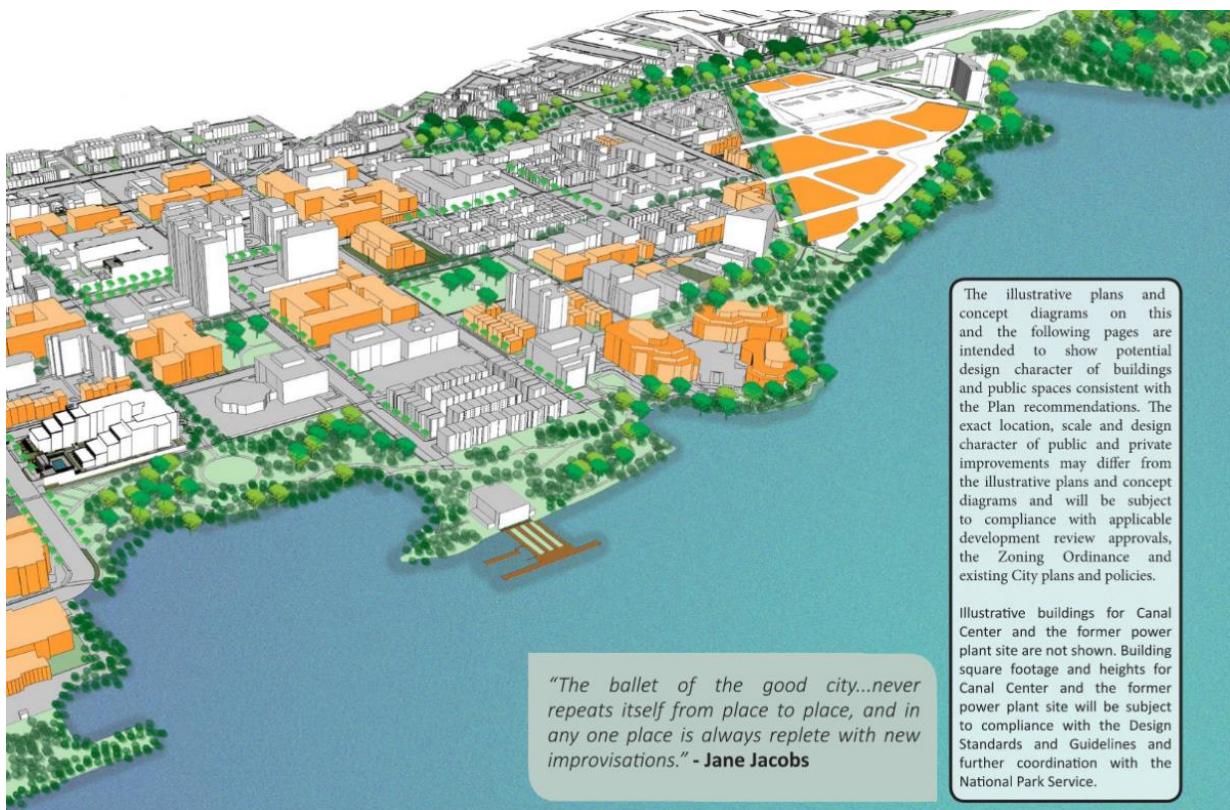 The illustrative plans and
concept diagrams on this
and the following pages are
intended to show potential
design character of buildings
and public spaces consistent with
the Plan recommendations. The
exact location, scale and design
character of public and private
improvements may differ from
the illustrative plans and concept
diagrams and will be subject
to compliance with applicable
development review approvals,
the Zoning Ordinance and
existing City plans and policies.
Illustrative buildings for Canal
Center and the former power
plant site are not shown. Building
square footage and heights for
Canal Center and the former
power plant site will be subject
to compliance with the Design
Standards and Guidelines and
further coordination with the
National Park Service.
“The ballet of the good city...never
repeats itself from place to place, and in
any one place is always replete with new
improvisations.” - Jane Jacobs